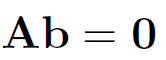 Ab = 0